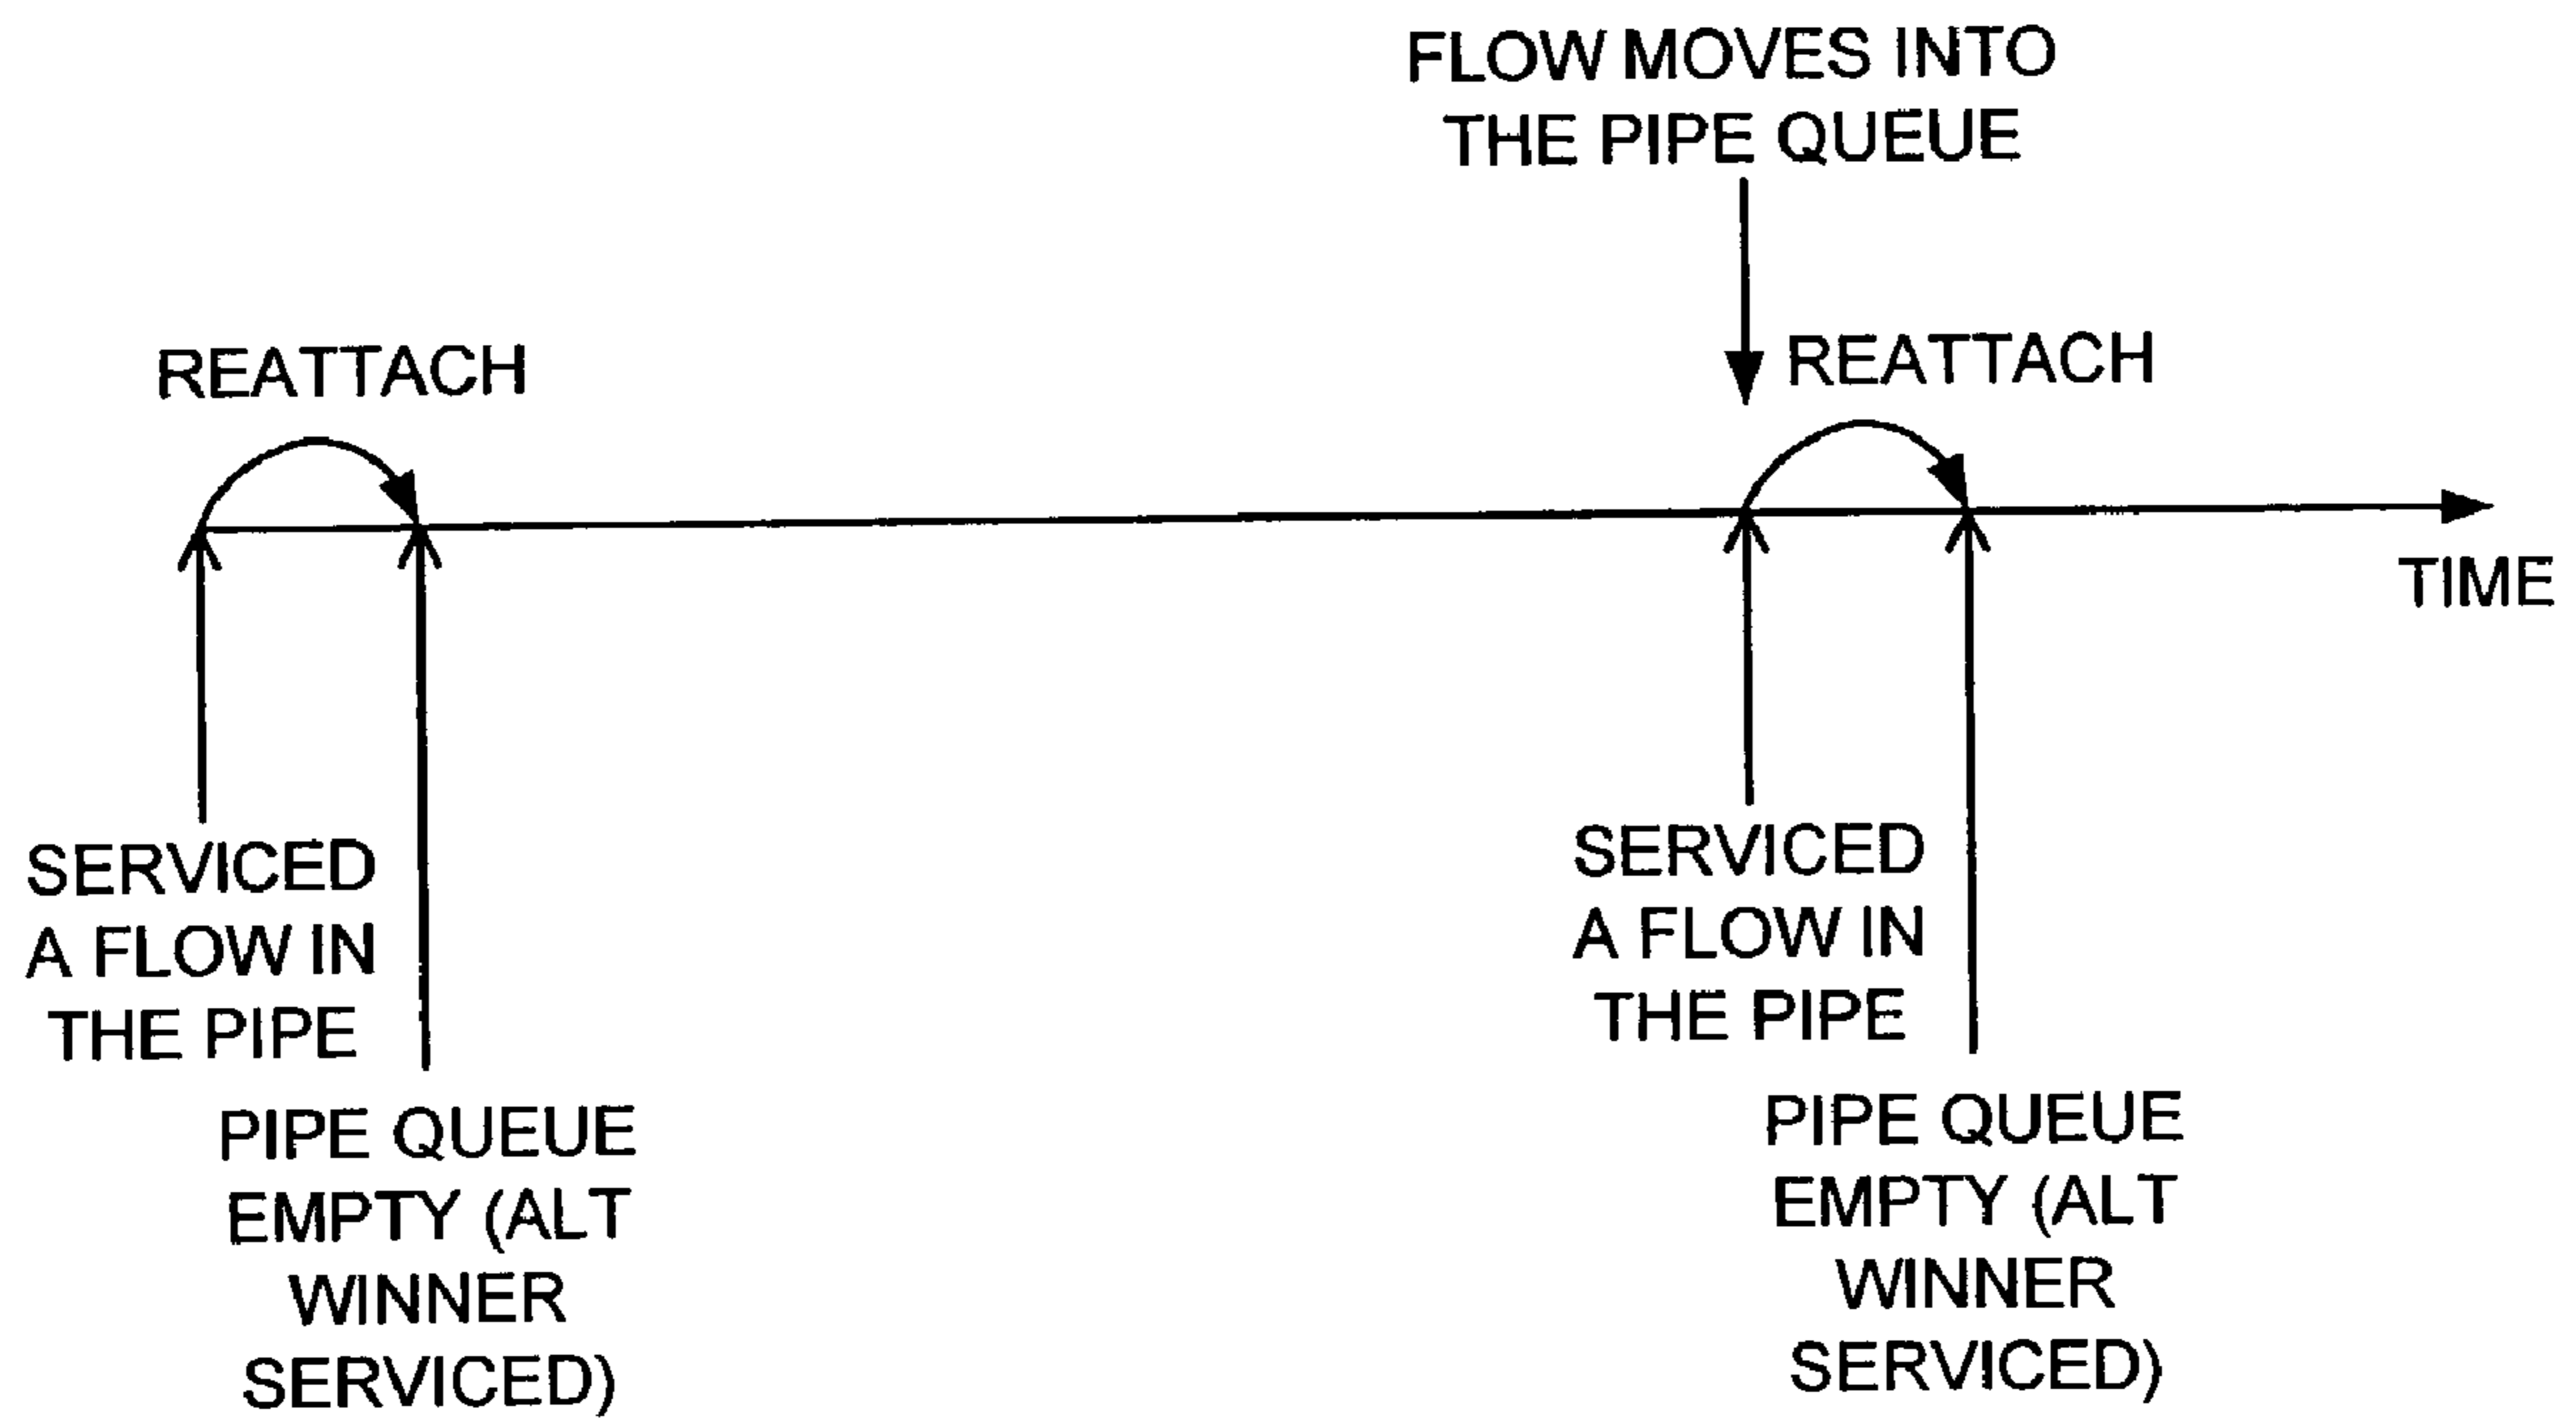 FLOW MOVES INTO
THE PIPE QUEUE
REATTACH
REATTACH
TIME
SERVICED
A FLOW IN
THE PIPE
SERVICED
A FLOW IN
THE PIPE
PIPE QUEUE
EMPTY (ALT
WINNER
SERVICED)
PIPE QUEUE
EMPTY (ALT
WINNER
SERVICED)